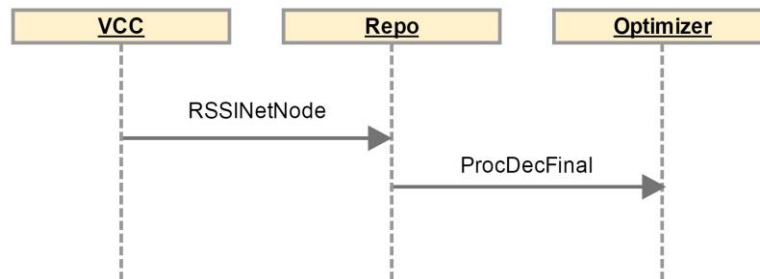 VCC
Repo
Optimizer
RSSINetNode
ProcDecFinal